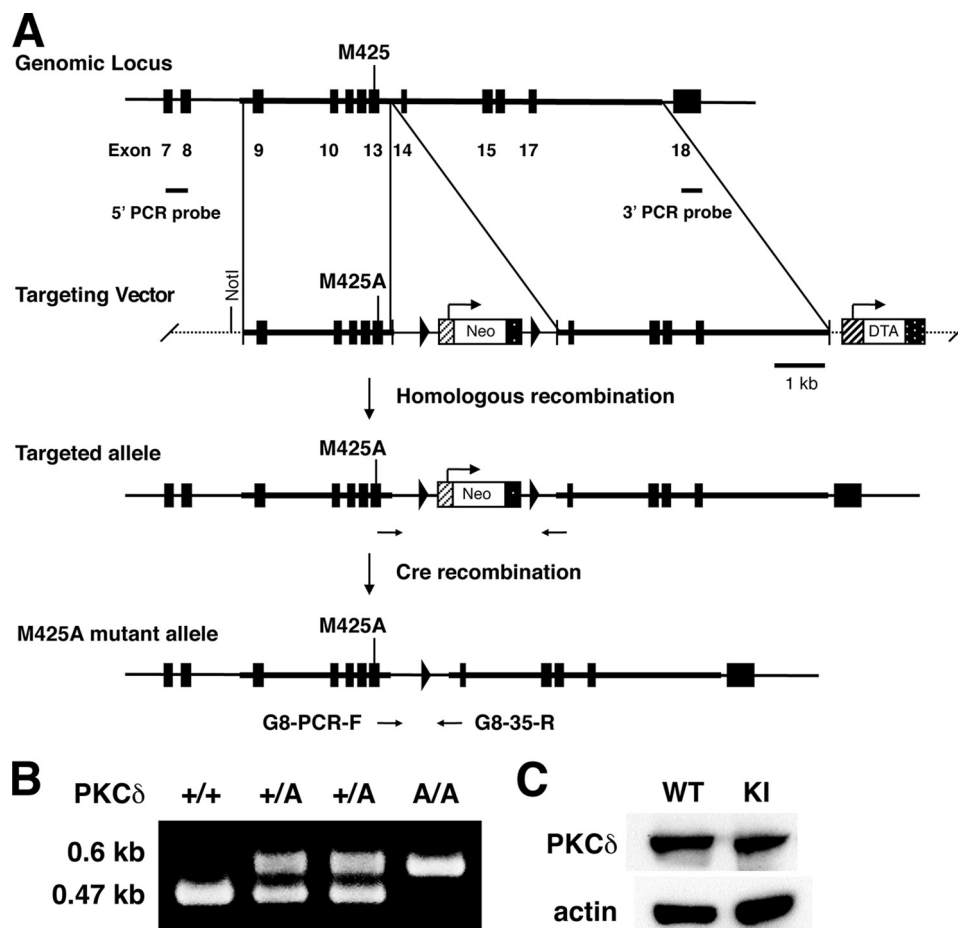 A
Genomic Locus
M425
Exon 7 8 9 10 13 14 15 17 18
5' PCR probe
3' PCR probe
Targeting Vector
NotI
M425A
Neo
DTA
1 kb
Homologous recombination
Targeted allele
M425A
Neo
Cre recombination
M425A mutant allele
M425A
G8-PCR-F
G8-35-R
B
PKCδ +/+ +/A +/A A/A
0.6 kb
0.47 kb
C
WT KI
PKCδ
actin